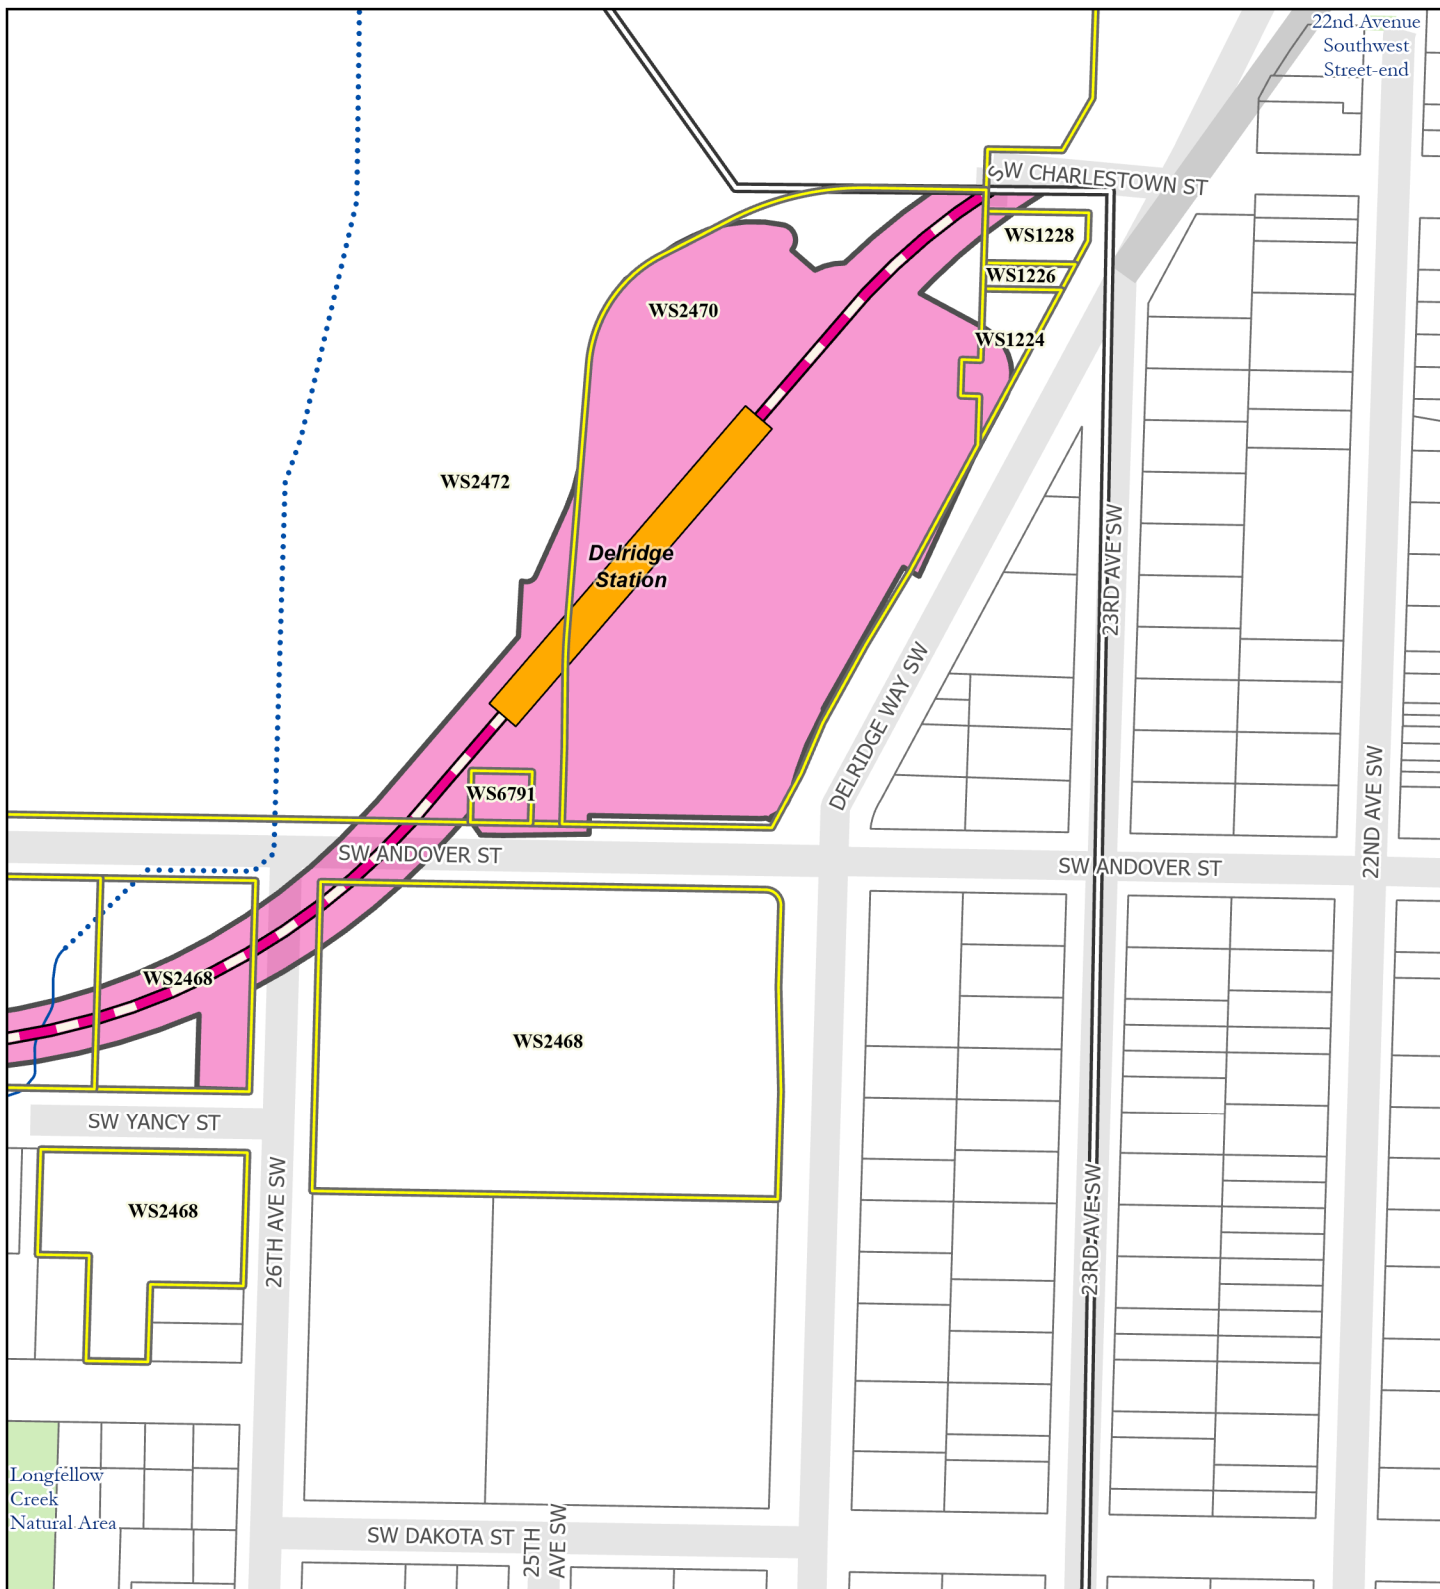 22nd Avenue
Southwest
Street-end
SW CHARLESTOWN ST
WS1228
WS1226
WS2470
WS1224
WS2472
Delridge
Station
23RD AVE SW
DELRIDGE WAY SW
22ND AVE SW
WS6791
SW ANDOVER ST
SW ANDOVER ST
WS2468
WS2468
SW YANCY ST
WS2468
26TH AVE SW
23RD AVE SW
Longfellow
Creek
Natural Area
SW DAKOTA ST
25TH
AVE SW